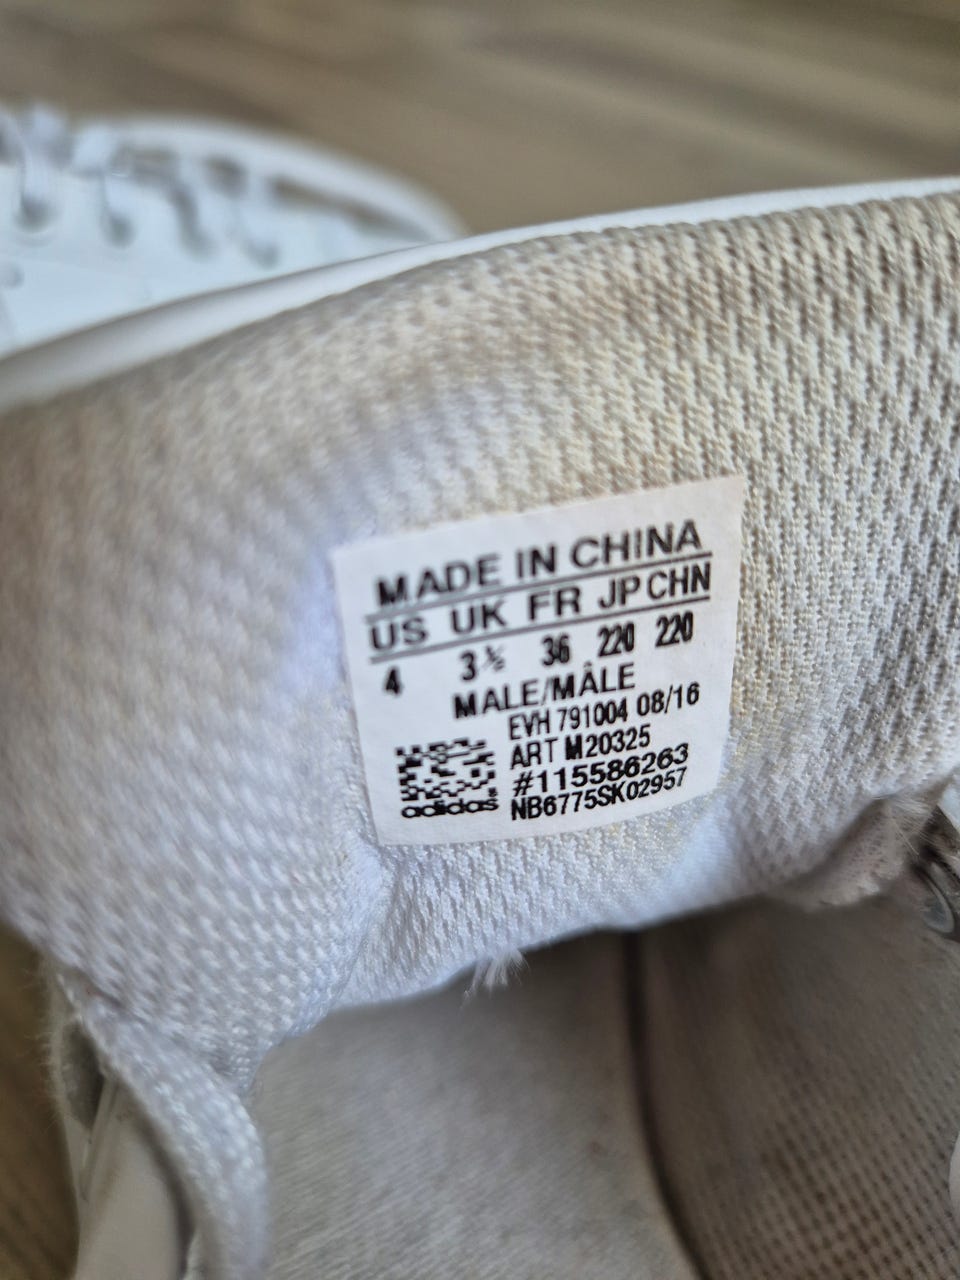 MADE IN CHINA
US UK FR JP CHN
4 3½ 36 220 220
MALE/MÂLE
EVH 791004 08/16
ART M20325
#115586263
adidas NB6775SK02957